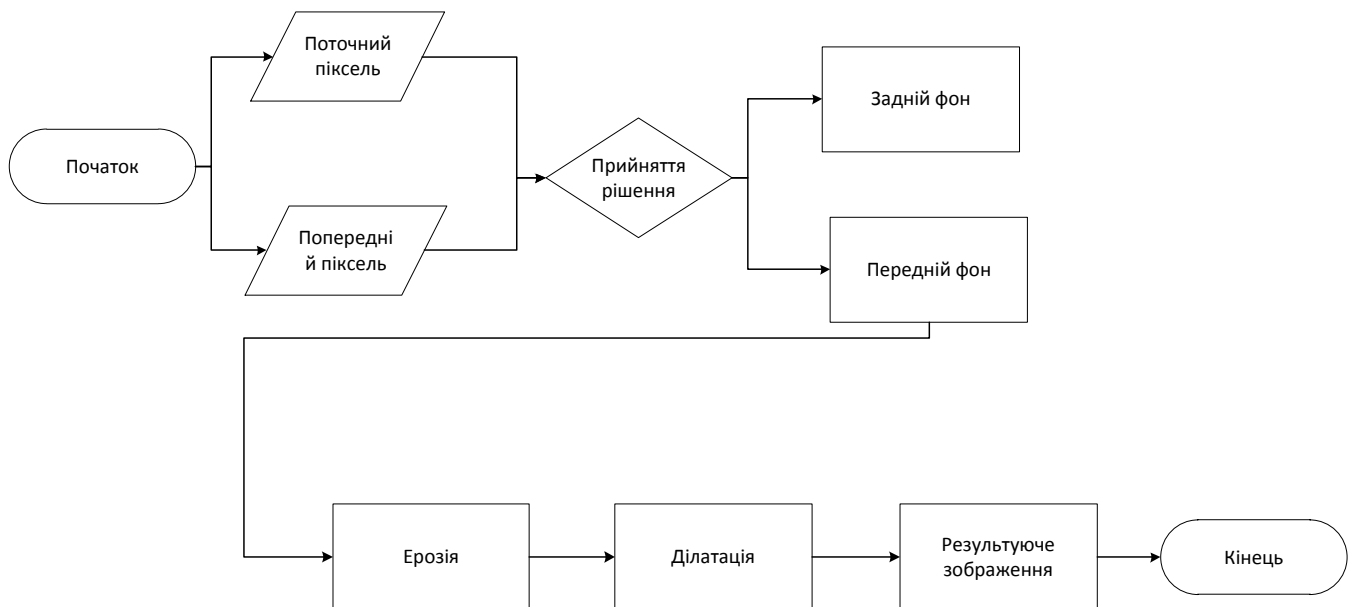 Поточний
піксель
Задній фон
Початок
Прийняття
рішення
Попередні
й піксель
Передній фон
Ерозія
Ділатація
Результуюче
зображення
Кінець